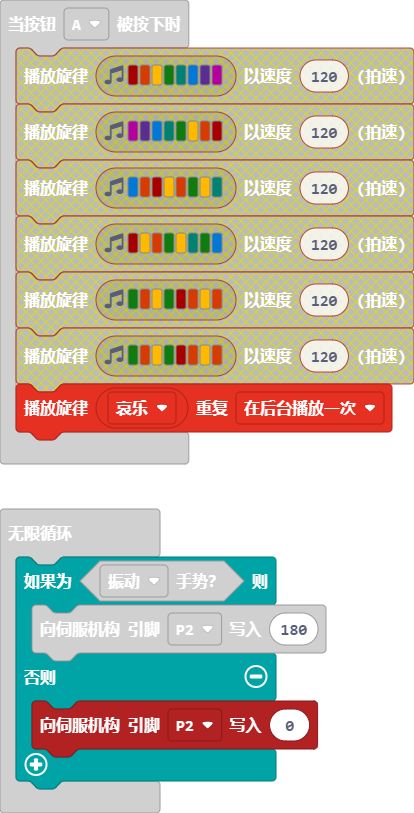 当按钮 A 被按下时
播放旋律 以速度 120 (拍速)
播放旋律 以速度 120 (拍速)
播放旋律 以速度 120 (拍速)
播放旋律 以速度 120 (拍速)
播放旋律 以速度 120 (拍速)
播放旋律 以速度 120 (拍速)
播放旋律 哀乐 重复 在后台播放一次
无限循环
如果为 振动 手势? 则
向伺服机构 引脚 P2 写入 180
否则
向伺服机构 引脚 P2 写入 0